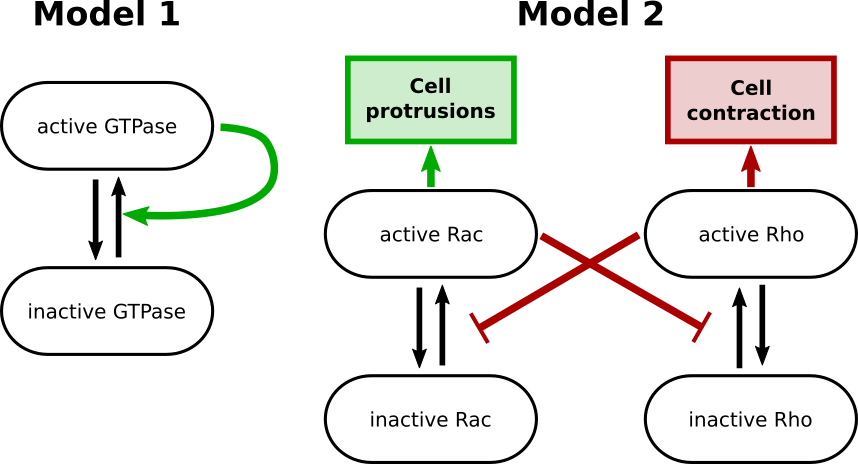 Model 1
active GTPase
inactive GTPase
Model 2
Cell
protrusions
Cell
contraction
active Rac
active Rho
inactive Rac
inactive Rho